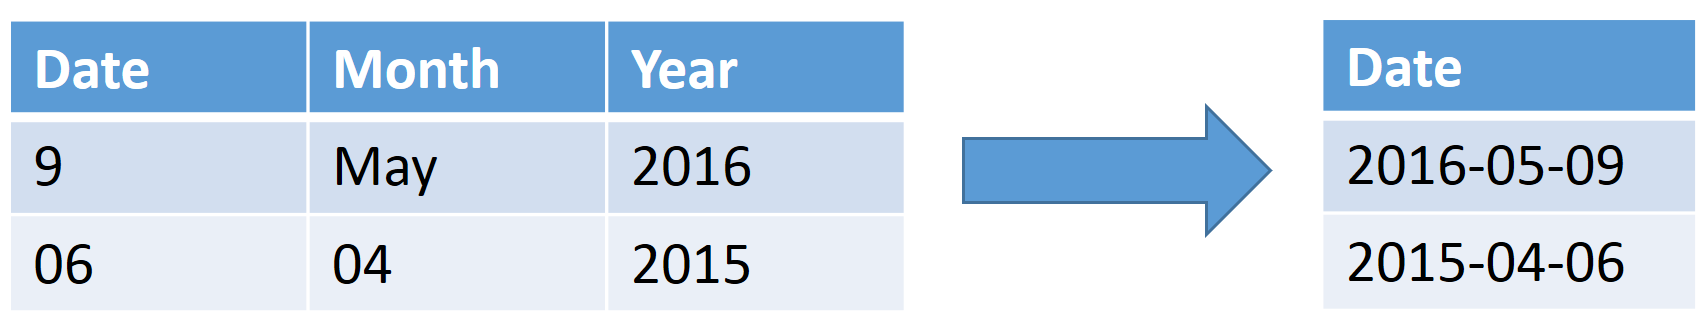 Date Month Year Date
9 May 2016 2016-05-09
06 04 2015 2015-04-06